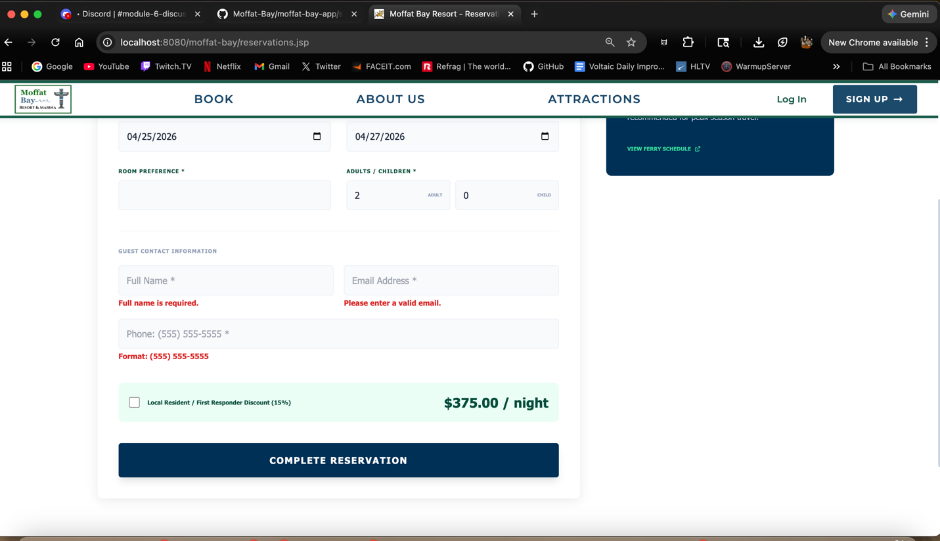 • Discord | #module-6-discus
Moffat-Bay/moffat-bay-app/s
Moffat Bay Resort - Reservati
Gemini
localhost:8080/moffat-bay/reservations.jsp
New Chrome available
Google
YouTube
Twitch.TV
Netflix
Gmail
Twitter
FACEIT.com
Refrag | The world...
GitHub
Voltaic Daily Impro...
HLTV
WarmupServer
All Bookmarks
Moffat
Bay
RESORT & MARINA
BOOK
ABOUT US
ATTRACTIONS
Log In
SIGN UP →
recommended for peak season travel.
VIEW FERRY SCHEDULE
04/25/2026
04/27/2026
ROOM PREFERENCE *
ADULTS / CHILDREN *
2 ADULT
0 CHILD
GUEST CONTACT INFORMATION
Full Name *
Email Address *
Full name is required.
Please enter a valid email.
Phone: (555) 555-5555 *
Format: (555) 555-5555
Local Resident / First Responder Discount (15%)
$375.00 / night
COMPLETE RESERVATION